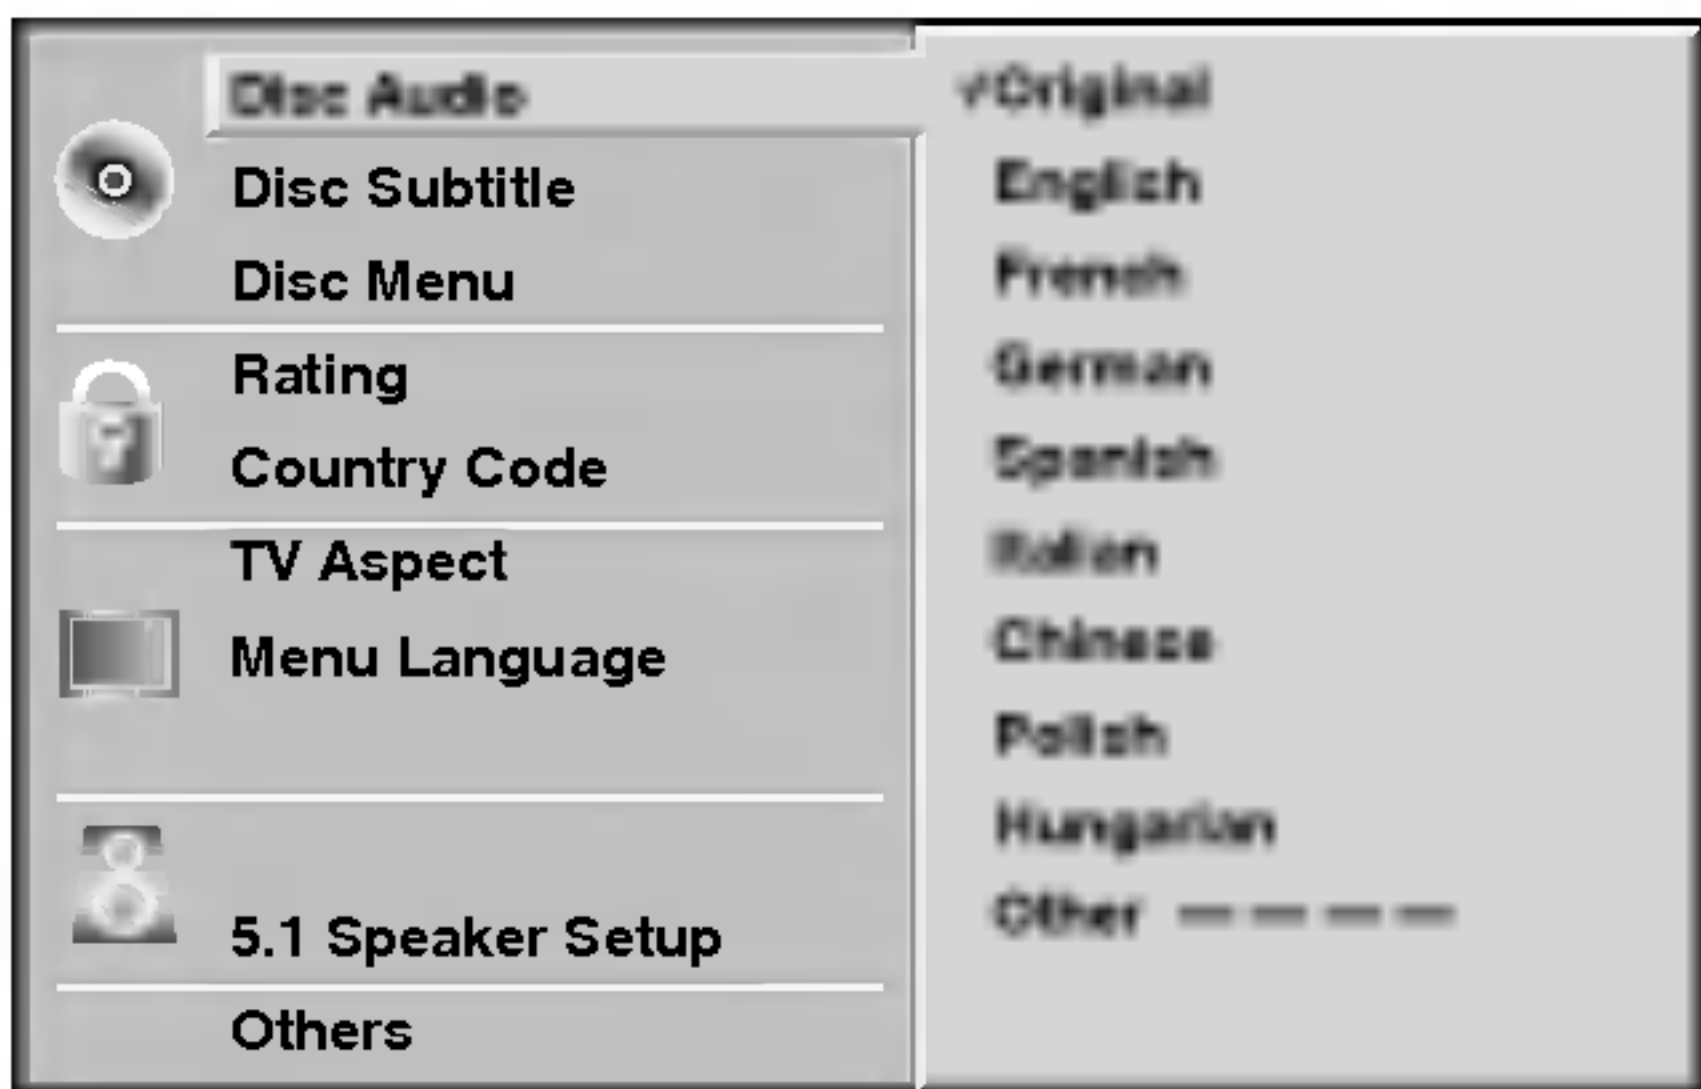 Disc Audio
Disc Subtitle
Disc Menu
Rating
Country Code
TV Aspect
Menu Language
5.1 Speaker Setup
Others
✓Original
English
French
German
Spanish
Italian
Chinese
Polish
Hungarian
Other — — — —